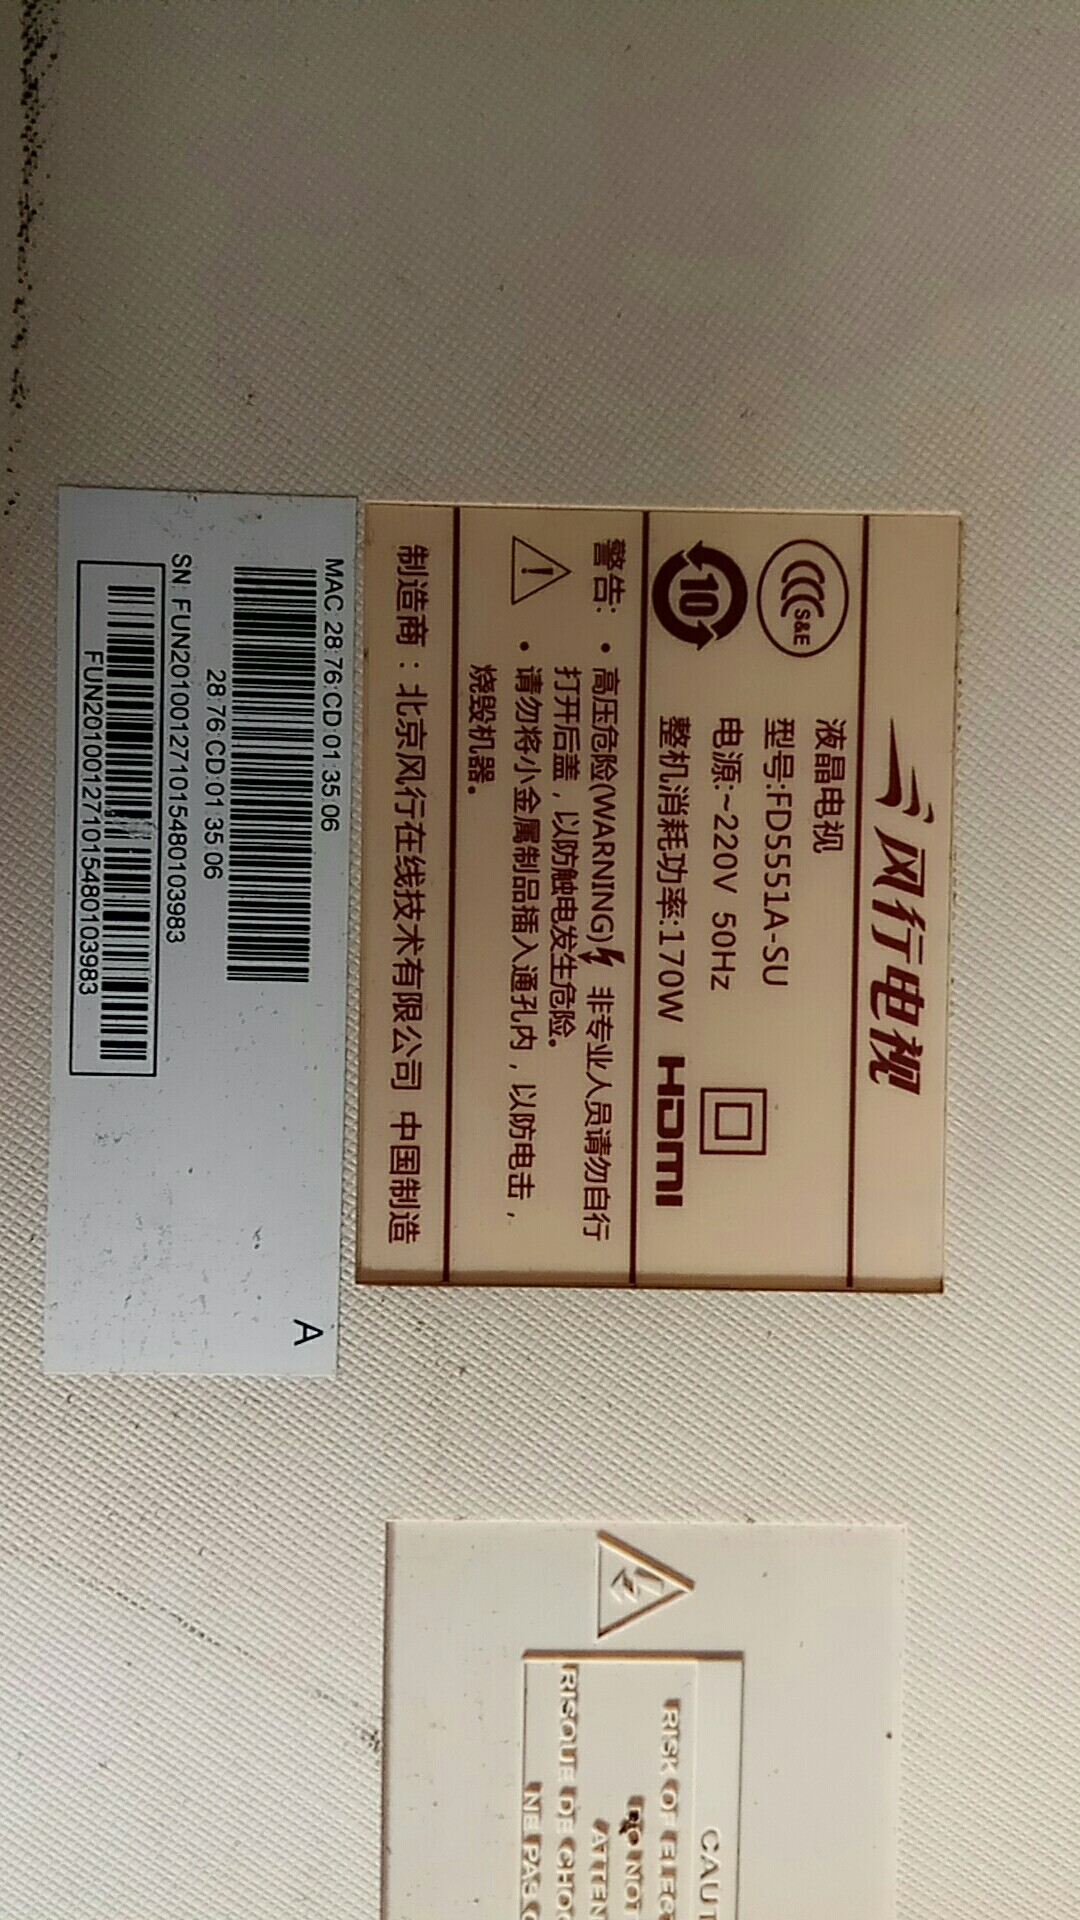 风行电视
液晶电视
型号:FD5551A-SU
电源:~220V 50Hz
整机消耗功率:170W
S&E
10
HDMI
警告: • 高压危险(WARNING) 非专业人员请勿自行
打开后盖，以防触电发生危险。
• 请勿将小金属制品插入通孔内，以防电击，
烧毁机器。
制造商：北京风行在线技术有限公司 中国制造
MAC 28:76:CD:01:35:06
28:76:CD:01:35:06
A
SN: FUN201001271015480103983
FUN201001271015480103983
CAUT
RISK OF ELEC
DO NOT
ATTEN
RISQUE DE CHOC
NE PAS